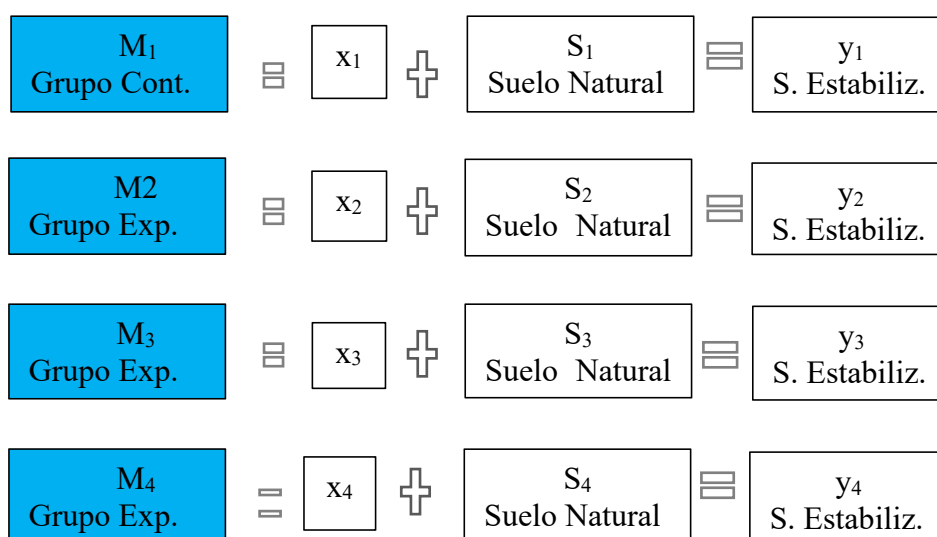 M₁ Grupo Cont. = x₁ + S₁ Suelo Natural = y₁ S. Estabiliz.
M2 Grupo Exp. = x₂ + S₂ Suelo Natural = y₂ S. Estabiliz.
M₃ Grupo Exp. = x₃ + S₃ Suelo Natural = y₃ S. Estabiliz.
M₄ Grupo Exp. = x₄ + S₄ Suelo Natural = y₄ S. Estabiliz.